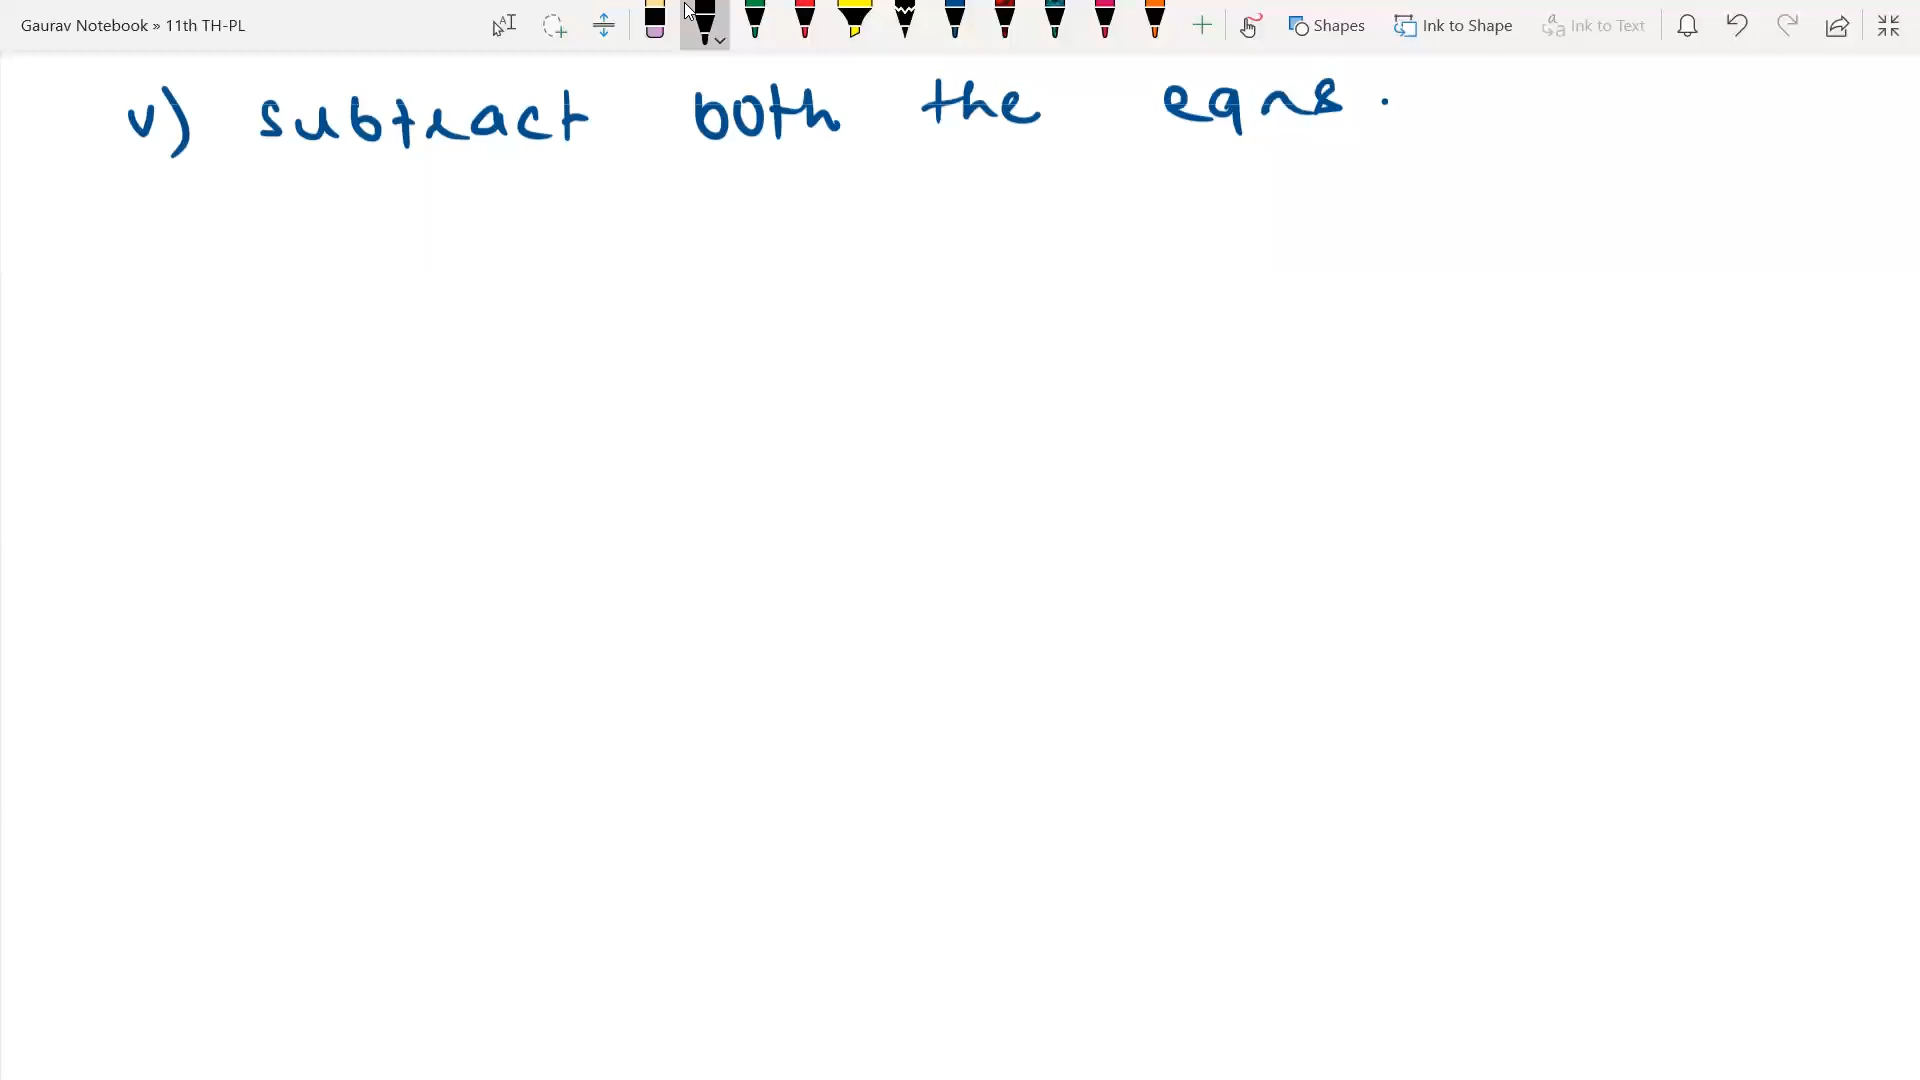 Gaurav Notebook » 11th TH-PL Shapes Ink to Shape Ink to Text
v) subtract both the eqns .